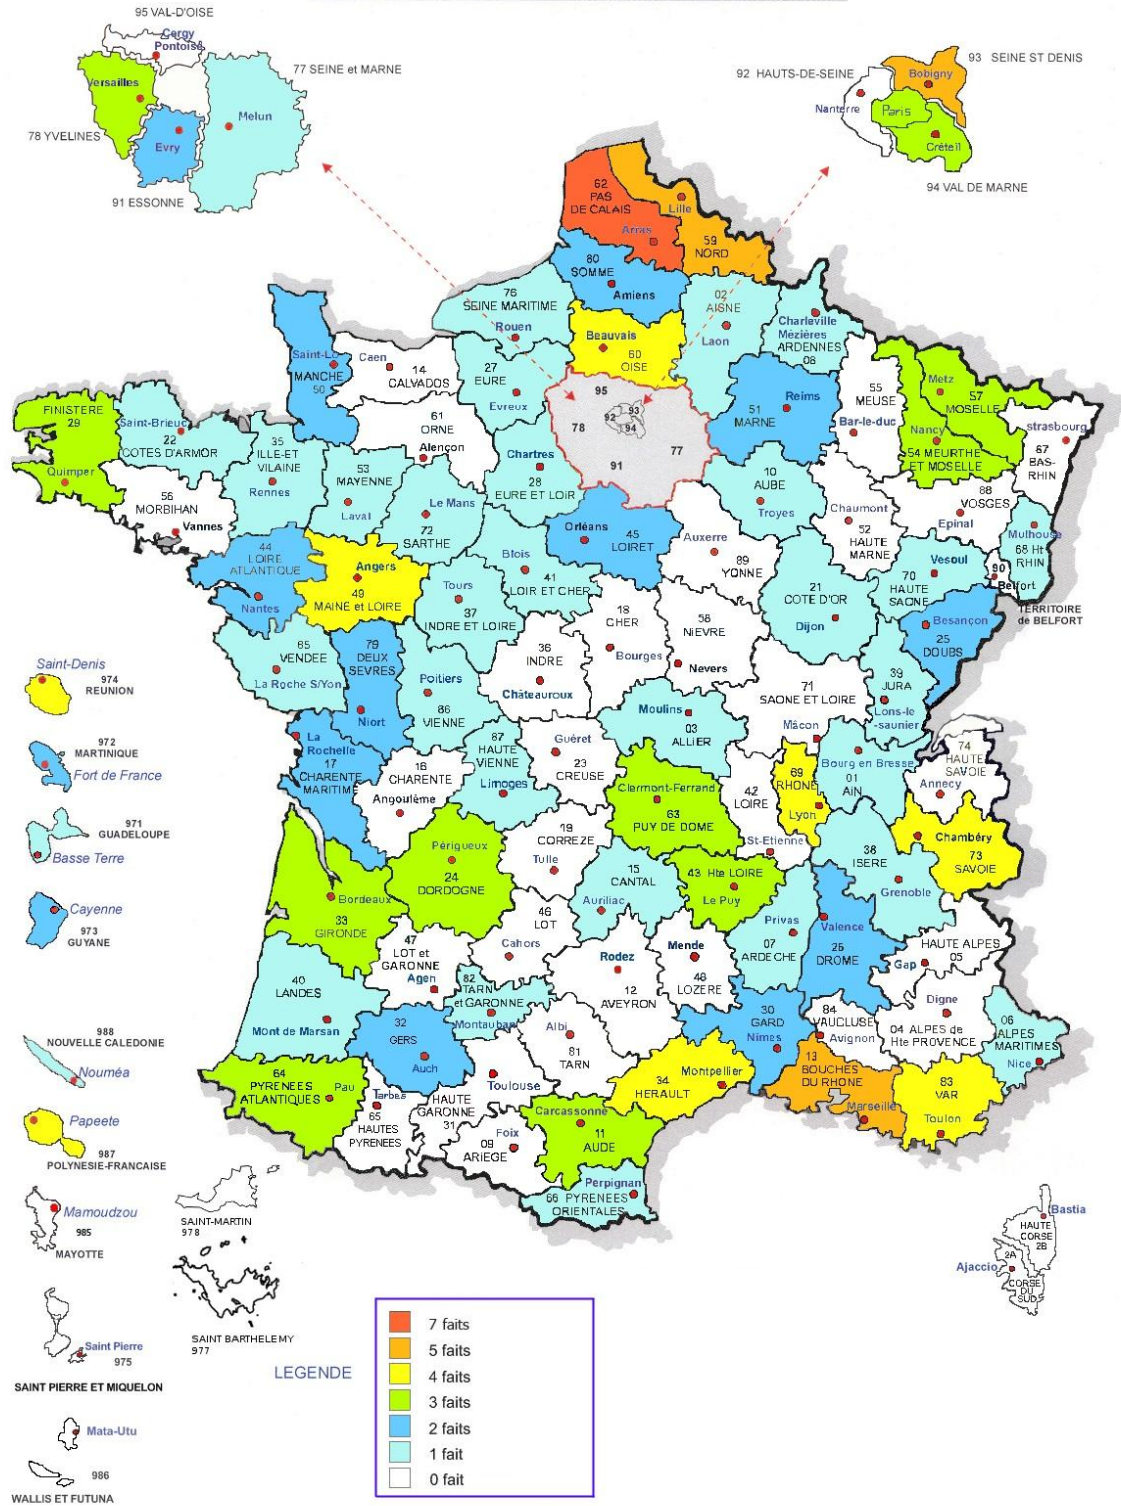 95 VAL-D'OISE
Cergy
Pontoise
77 SEINE et MARNE
Versailles
Melun
78 YVELINES
Evry
91 ESSONNE
92 HAUTS-DE-SEINE
93 SEINE ST DENIS
Bobigny
Nanterre
Paris
Créteil
94 VAL DE MARNE
62
PAS
DE CALAIS
Arras
Lille
59
NORD
80
SOMME
Amiens
76
SEINE MARITIME
Rouen
02
AISNE
Laon
Charleville
Mézières
ARDENNES
08
Beauvais
60
OISE
Saint-Lo
MANCHE
50
Caen
14
CALVADOS
27
EURE
Evreux
95
93
92
94
78
77
91
51
MARNE
Reims
55
MEUSE
Bar-le-duc
Metz
57
MOSELLE
Nancy
54 MEURTHE
ET MOSELLE
strasbourg
67
BAS-
RHIN
FINISTERE
29
Quimper
Saint-Brieuc
22
COTES D'ARMOR
35
ILLE-ET
VILAINE
Rennes
61
ORNE
Alençon
53
MAYENNE
Laval
Chartres
28
EURE ET LOIR
10
AUBE
Troyes
Chaumont
52
HAUTE
MARNE
88
VOSGES
Epinal
56
MORBIHAN
Vannes
Le Mans
72
SARTHE
Orléans
45
LOIRET
Auxerre
89
YONNE
Mulhouse
68 Ht
RHIN
Vesoul
70
HAUTE
SAONE
90
Belfort
TERRITOIRE
de BELFORT
44
LOIRE
ATLANTIQUE
Nantes
Angers
49
MAINE et LOIRE
Blois
41
LOIR ET CHER
Tours
37
INDRE ET LOIRE
18
CHER
Bourges
58
NIEVRE
Nevers
21
COTE D'OR
Dijon
Besançon
25
DOUBS
85
VENDEE
La Roche S/Yon
79
DEUX
SEVRES
Niort
Poitiers
86
VIENNE
36
INDRE
Châteauroux
71
SAONE ET LOIRE
Mâcon
39
JURA
Lons-le
-saunier
Saint-Denis
974
REUNION
Moulins
03
ALLIER
La
Rochelle
17
CHARENTE
MARITIME
16
CHARENTE
Angoulême
87
HAUTE
VIENNE
Limoges
Guéret
23
CREUSE
Clermont-Ferrand
63
PUY DE DOME
42
LOIRE
St-Etienne
69
RHONE
Lyon
Bourg en Bresse
01
AIN
74
HAUTE
SAVOIE
Annecy
972
MARTINIQUE
Fort de France
971
GUADELOUPE
Basse Terre
Chambéry
73
SAVOIE
38
ISERE
Grenoble
19
CORREZE
Tulle
Périgueux
24
DORDOGNE
15
CANTAL
Auriliac
43 Hte LOIRE
Le Puy
Privas
07
ARDECHE
Valence
26
DROME
HAUTE ALPES
05
Gap
Cayenne
973
GUYANE
Bordeaux
33
GIRONDE
47
LOT et
GARONNE
Agen
46
LOT
Cahors
Rodez
12
AVEYRON
Mende
48
LOZERE
40
LANDES
Mont de Marsan
82
TARN
et GARONNE
Montauban
Albi
81
TARN
30
GARD
Nimes
84
VAUCLUSE
Avignon
Digne
04 ALPES de
Hte PROVENCE
06
ALPES
MARITIMES
Nice
32
GERS
Auch
Toulouse
HAUTE
GARONNE
31
34
HERAULT
Montpellier
13
BOUCHES
DU RHONE
Marseille
83
VAR
Toulon
988
NOUVELLE CALEDONIE
Nouméa
64
PYRENEES
ATLANTIQUES
Pau
Tarbes
65
HAUTES
PYRENEES
Foix
09
ARIEGE
Carcassonne
11
AUDE
Perpignan
66 PYRENEES
ORIENTALES
Papeete
987
POLYNESIE-FRANCAISE
Mamoudzou
985
MAYOTTE
SAINT-MARTIN
978
SAINT BARTHELEMY
977
Saint Pierre
975
SAINT PIERRE ET MIQUELON
Mata-Utu
986
WALLIS ET FUTUNA
Bastia
HAUTE
CORSE
2B
2A
Ajaccio
CORSE
DU
SUD
LEGENDE
7 faits
5 faits
4 faits
3 faits
2 faits
1 fait
0 fait